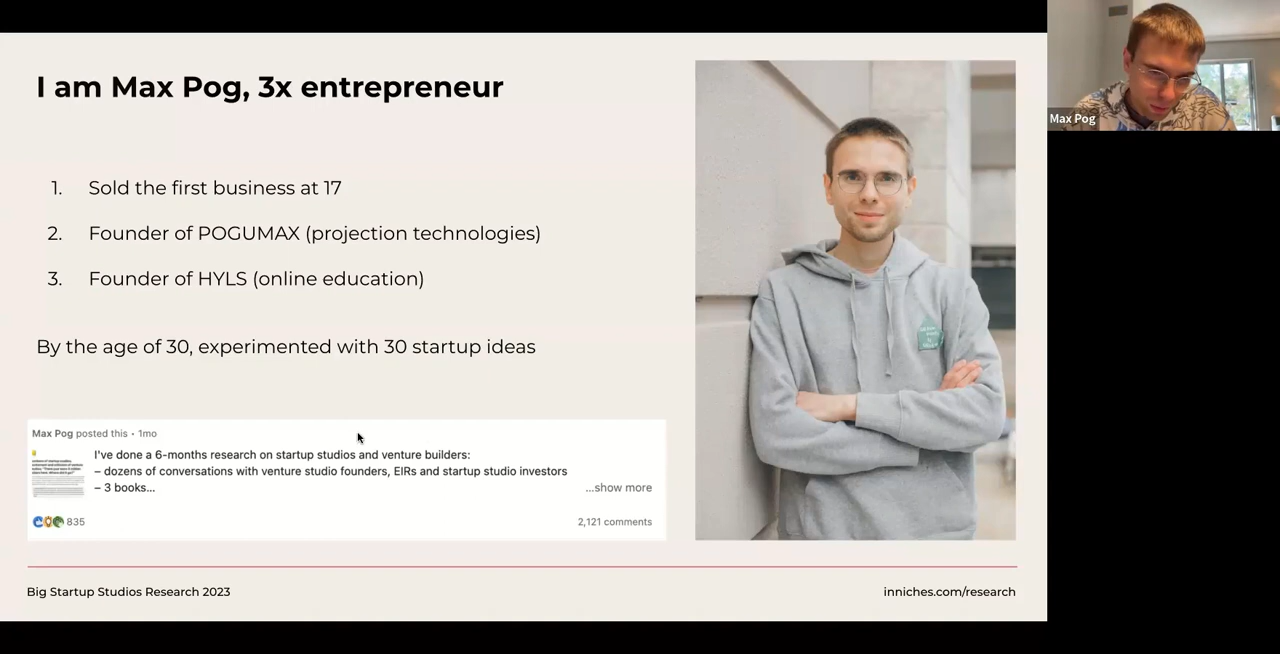 I am Max Pog, 3x entrepreneur
1. Sold the first business at 17
2. Founder of POGUMAX (projection technologies)
3. Founder of HYLS (online education)
By the age of 30, experimented with 30 startup ideas
Max Pog posted this • 1mo
I've done a 6-months research on startup studios and venture builders:
– dozens of conversations with venture studio founders, EIRs and startup studio investors
– 3 books...
...show more
835
2,121 comments
Big Startup Studios Research 2023
inniches.com/research
Max Pog